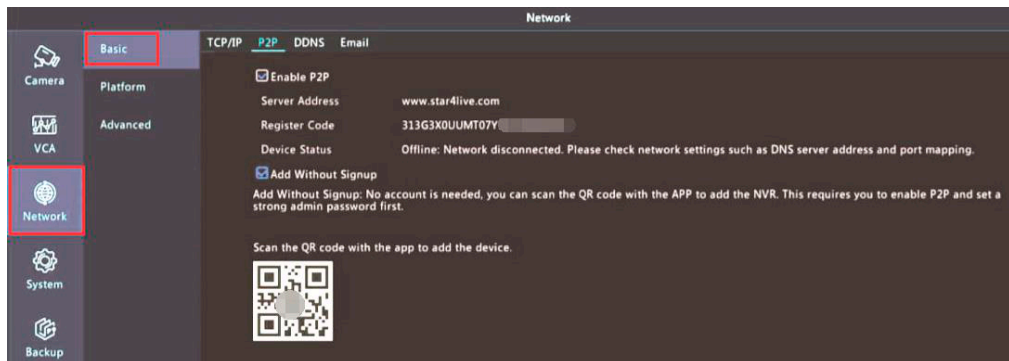 Network
Camera
VCA
Network
System
Backup
Basic
Platform
Advanced
TCP/IP P2P DDNS Email
Enable P2P
Server Address www.star4live.com
Register Code 313G3X0UUMT07Y
Device Status Offline: Network disconnected. Please check network settings such as DNS server address and port mapping.
Add Without Signup
Add Without Signup: No account is needed, you can scan the QR code with the APP to add the NVR. This requires you to enable P2P and set a
strong admin password first.
Scan the QR code with the app to add the device.